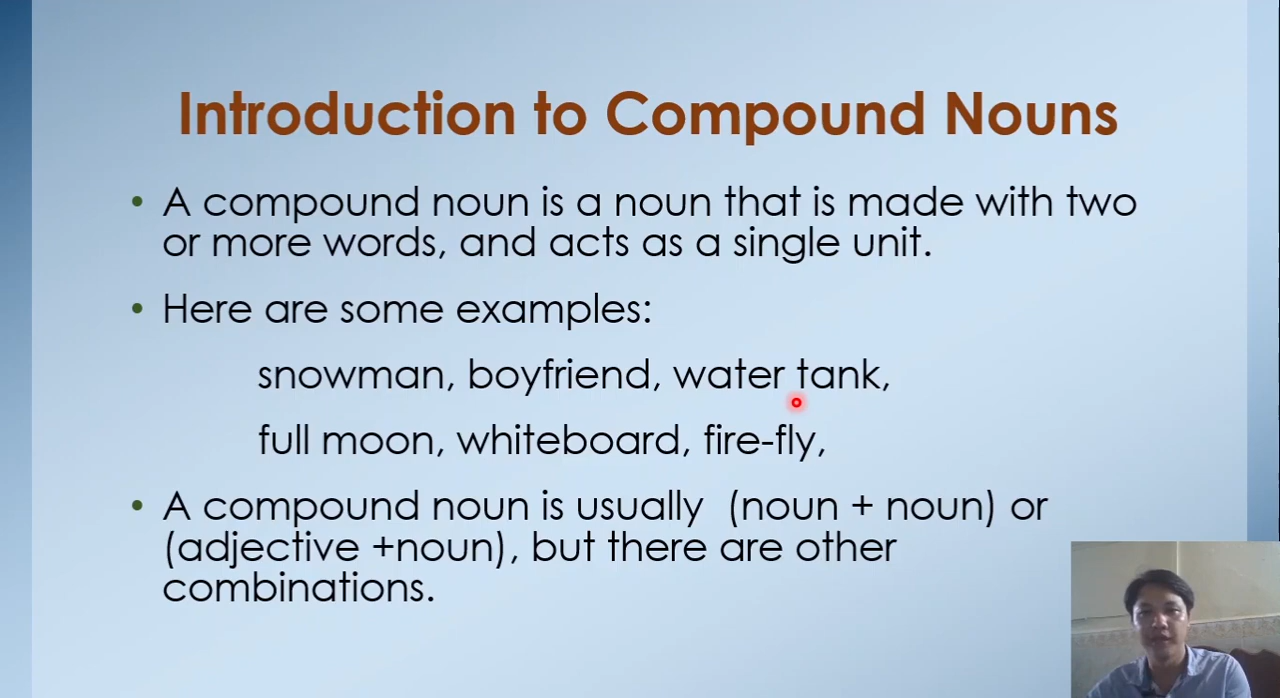 Introduction to Compound Nouns
• A compound noun is a noun that is made with two
or more words, and acts as a single unit.
• Here are some examples:
snowman, boyfriend, water tank,
full moon, whiteboard, fire-fly,
• A compound noun is usually  (noun + noun) or
(adjective +noun), but there are other
combinations.